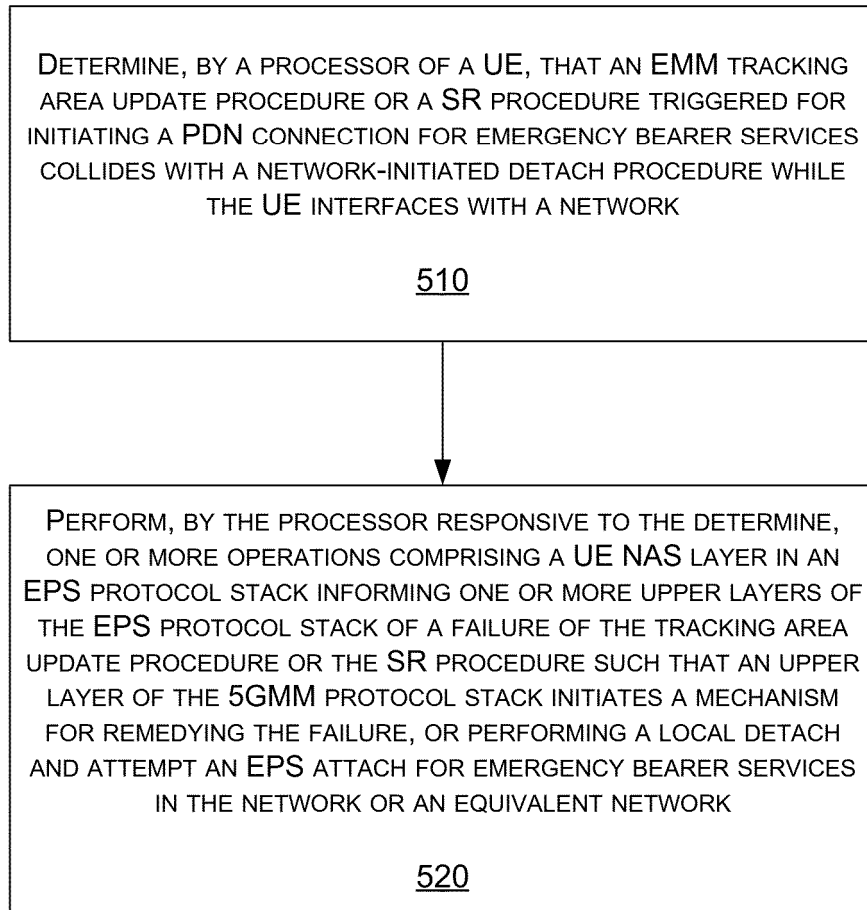 DETERMINE, BY A PROCESSOR OF A UE, THAT AN EMM TRACKING
AREA UPDATE PROCEDURE OR A SR PROCEDURE TRIGGERED FOR
INITIATING A PDN CONNECTION FOR EMERGENCY BEARER SERVICES
COLLIDES WITH A NETWORK-INITIATED DETACH PROCEDURE WHILE
THE UE INTERFACES WITH A NETWORK
510
PERFORM, BY THE PROCESSOR RESPONSIVE TO THE DETERMINE,
ONE OR MORE OPERATIONS COMPRISING A UE NAS LAYER IN AN
EPS PROTOCOL STACK INFORMING ONE OR MORE UPPER LAYERS OF
THE EPS PROTOCOL STACK OF A FAILURE OF THE TRACKING AREA
UPDATE PROCEDURE OR THE SR PROCEDURE SUCH THAT AN UPPER
LAYER OF THE 5GMM PROTOCOL STACK INITIATES A MECHANISM
FOR REMEDYING THE FAILURE, OR PERFORMING A LOCAL DETACH
AND ATTEMPT AN EPS ATTACH FOR EMERGENCY BEARER SERVICES
IN THE NETWORK OR AN EQUIVALENT NETWORK
520